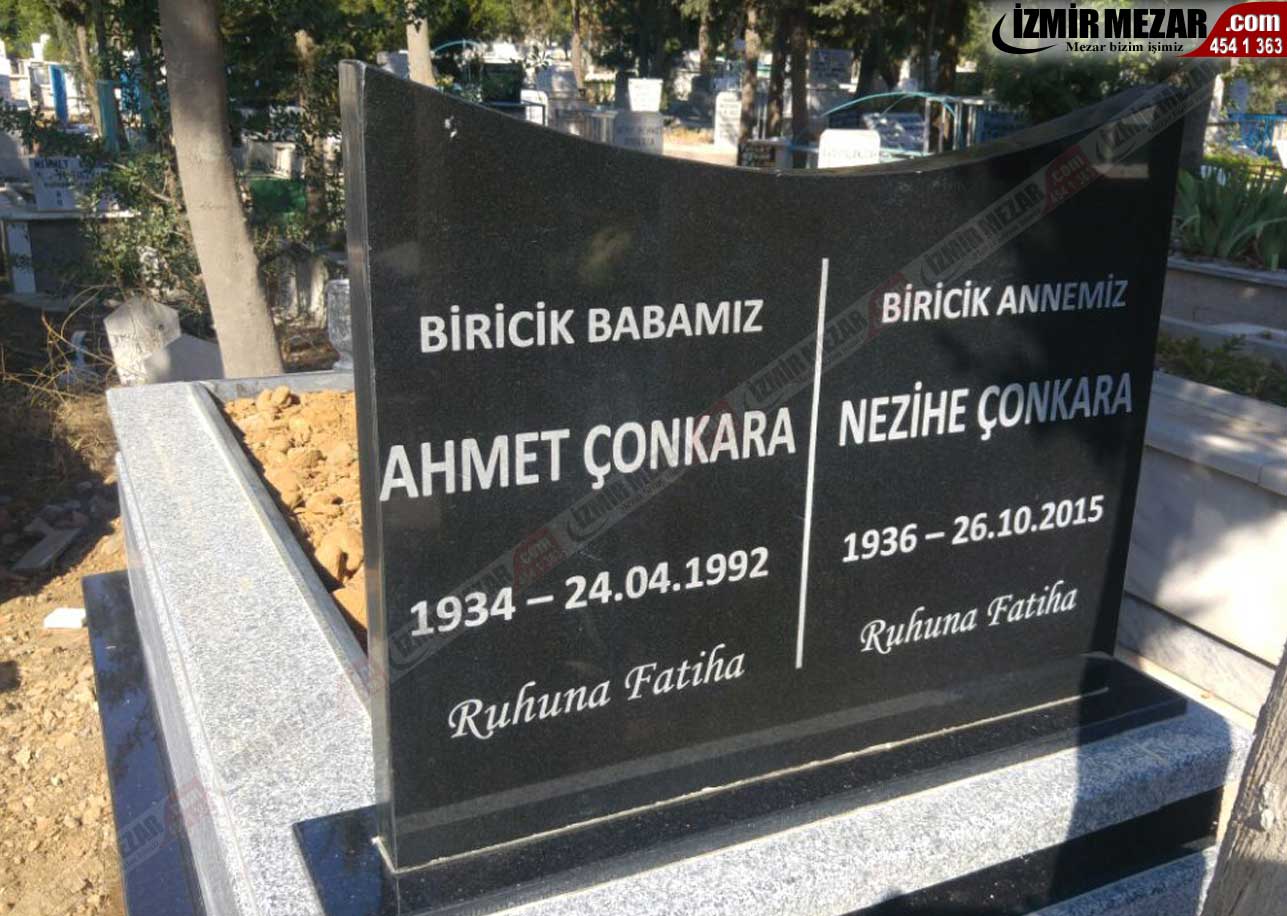 İZMİR MEZAR .com
Mezar bizim işimiz 454 1 363
BİRİCİK BABAMIZ
AHMET ÇONKARA
1934 – 24.04.1992
Ruhuna Fatiha
BİRİCİK ANNEMİZ
NEZİHE ÇONKARA
1936 – 26.10.2015
Ruhuna Fatiha